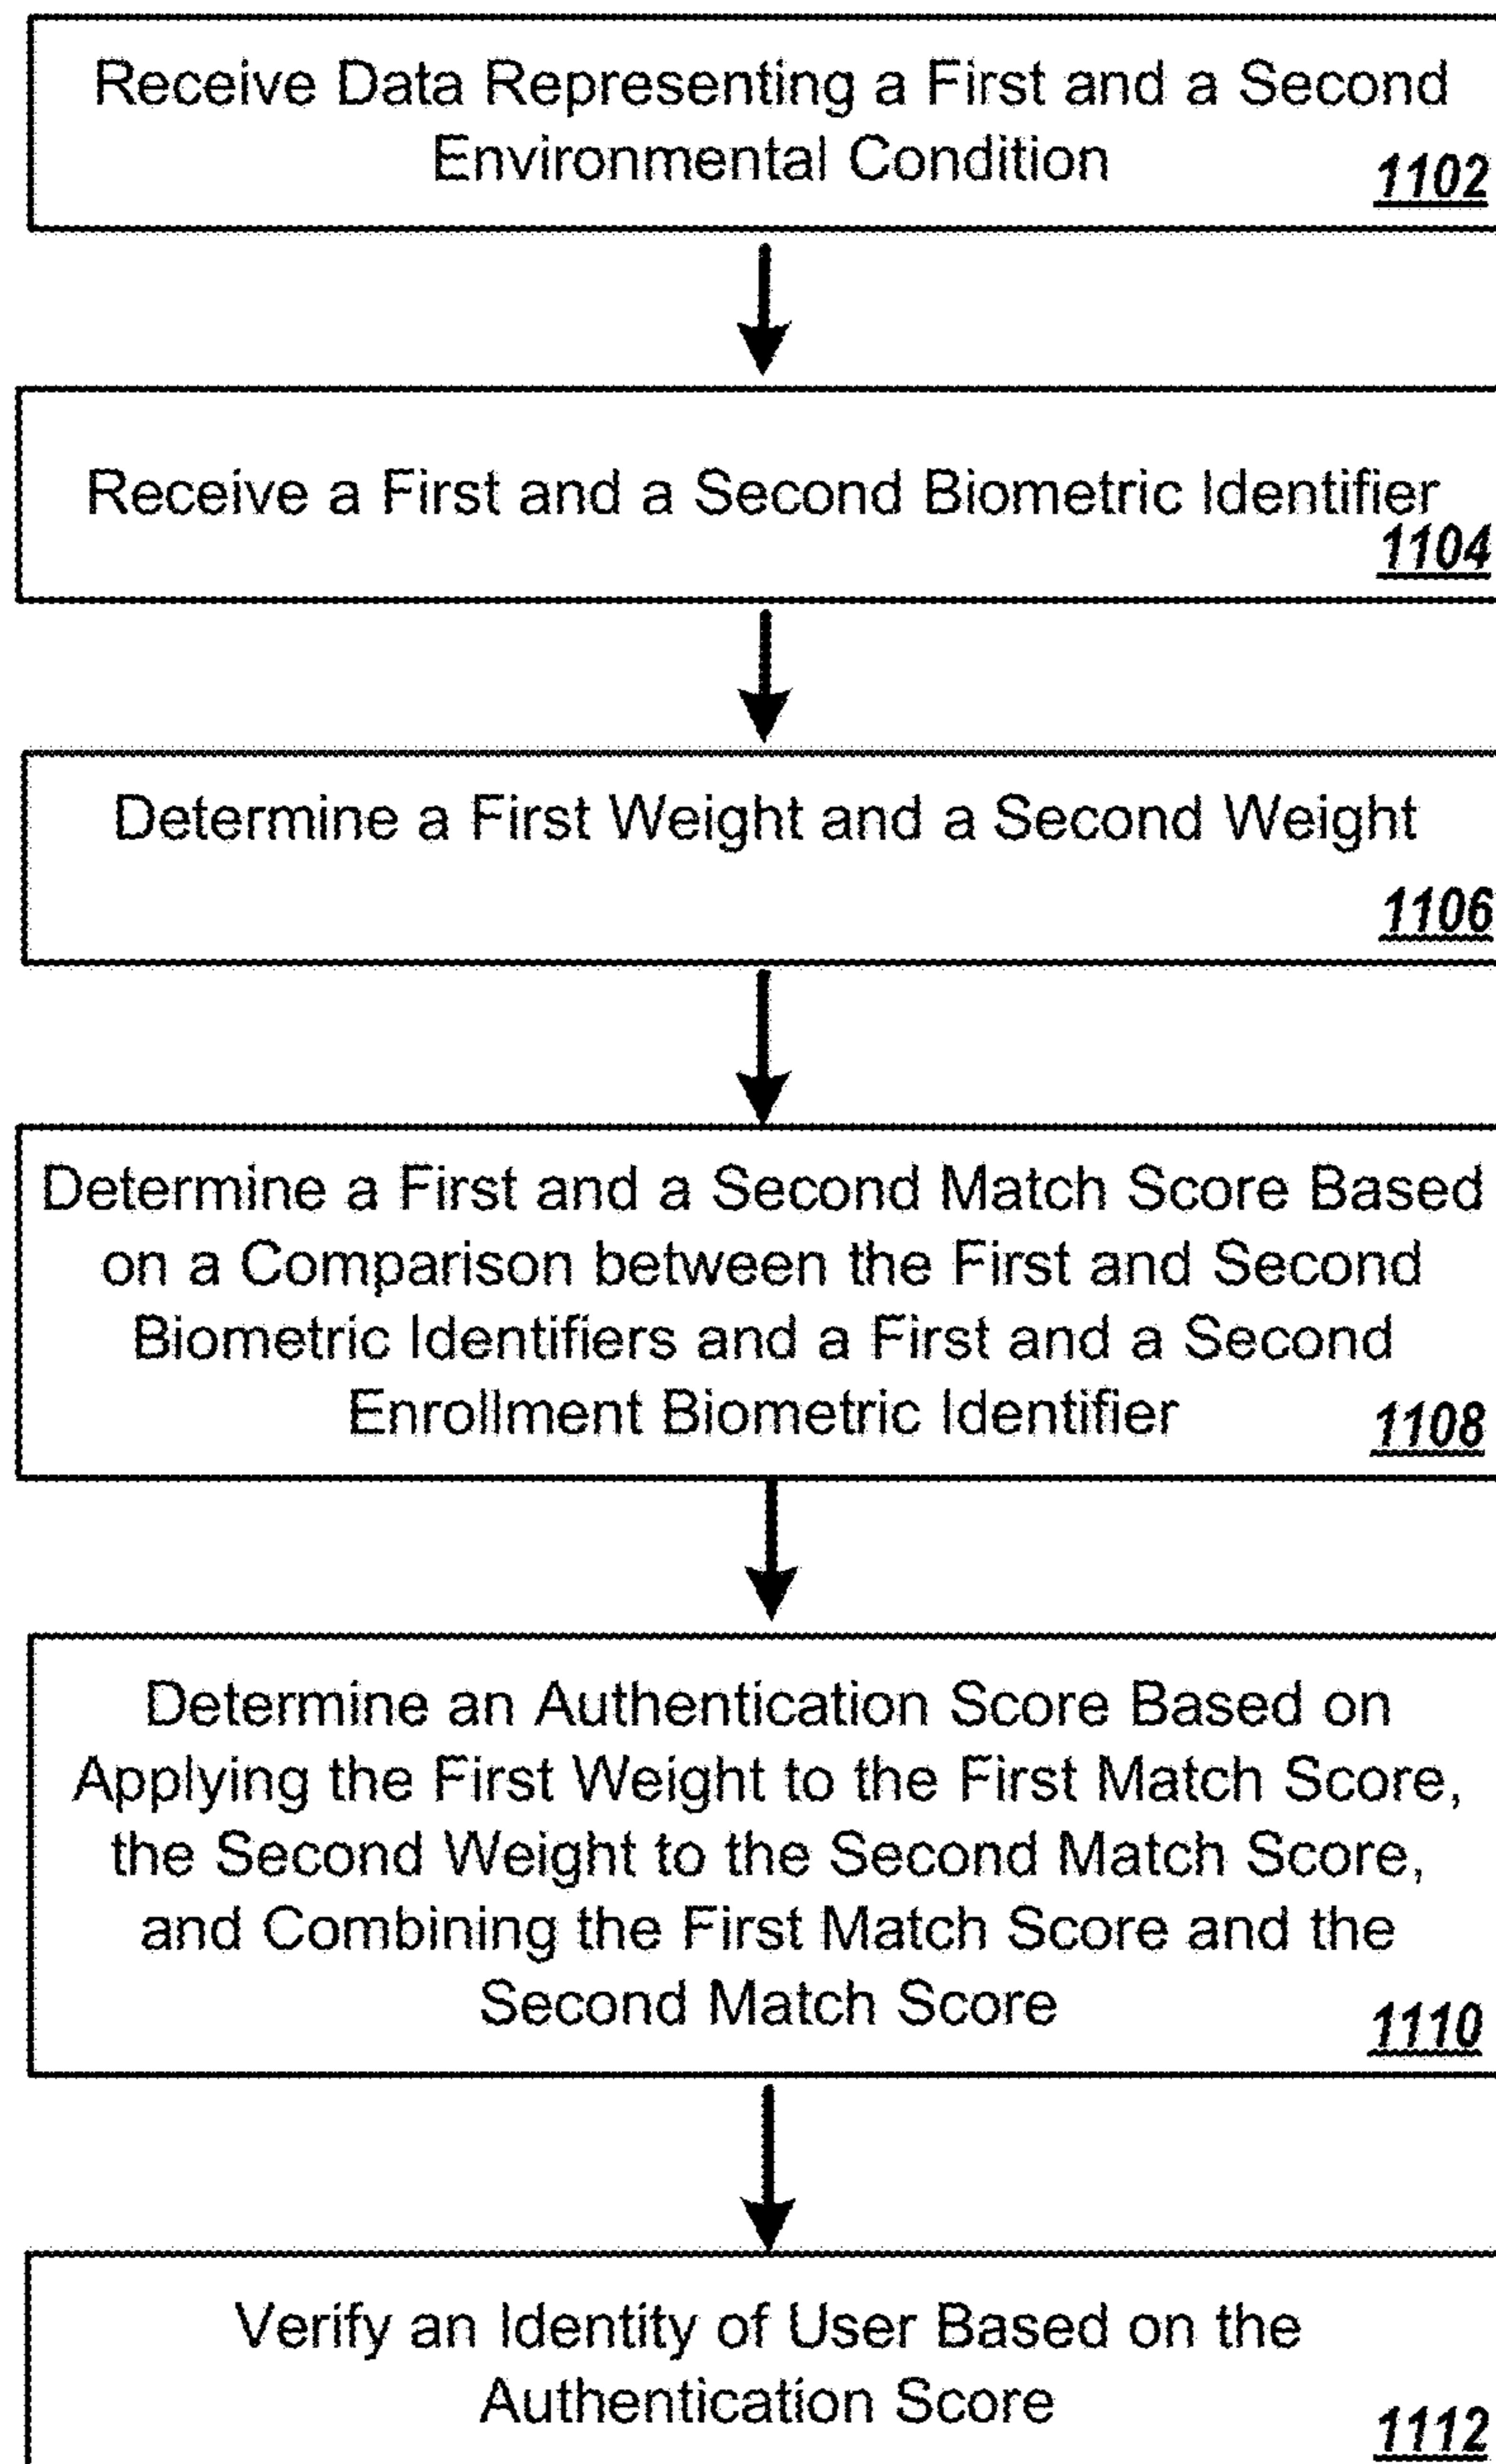 Receive Data Representing a First and a Second
Environmental Condition
1102
Receive a First and a Second Biometric Identifier
1104
Determine a First Weight and a Second Weight
1106
Determine a First and a Second Match Score Based
on a Comparison between the First and Second
Biometric Identifiers and a First and a Second
Enrollment Biometric Identifier
1108
Determine an Authentication Score Based on
Applying the First Weight to the First Match Score,
the Second Weight to the Second Match Score,
and Combining the First Match Score and the
Second Match Score
1110
Verify an Identity of User Based on the
Authentication Score
1112